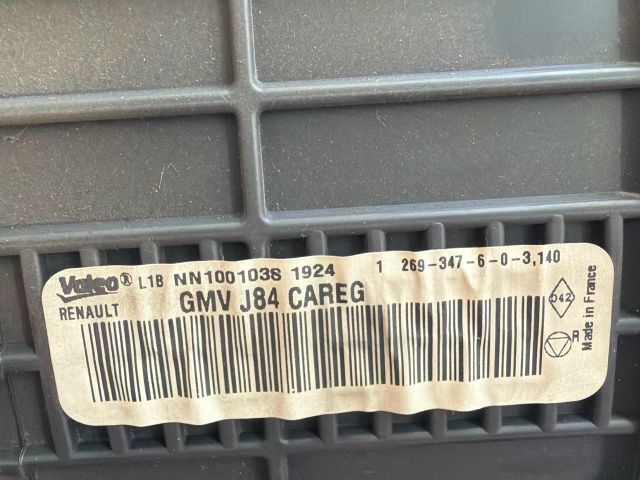 Valeo® L1B NN100103S 1924 1 269-347-6-0-3,140
RENAULT GMV J84 CAREG
042
R
Made in France